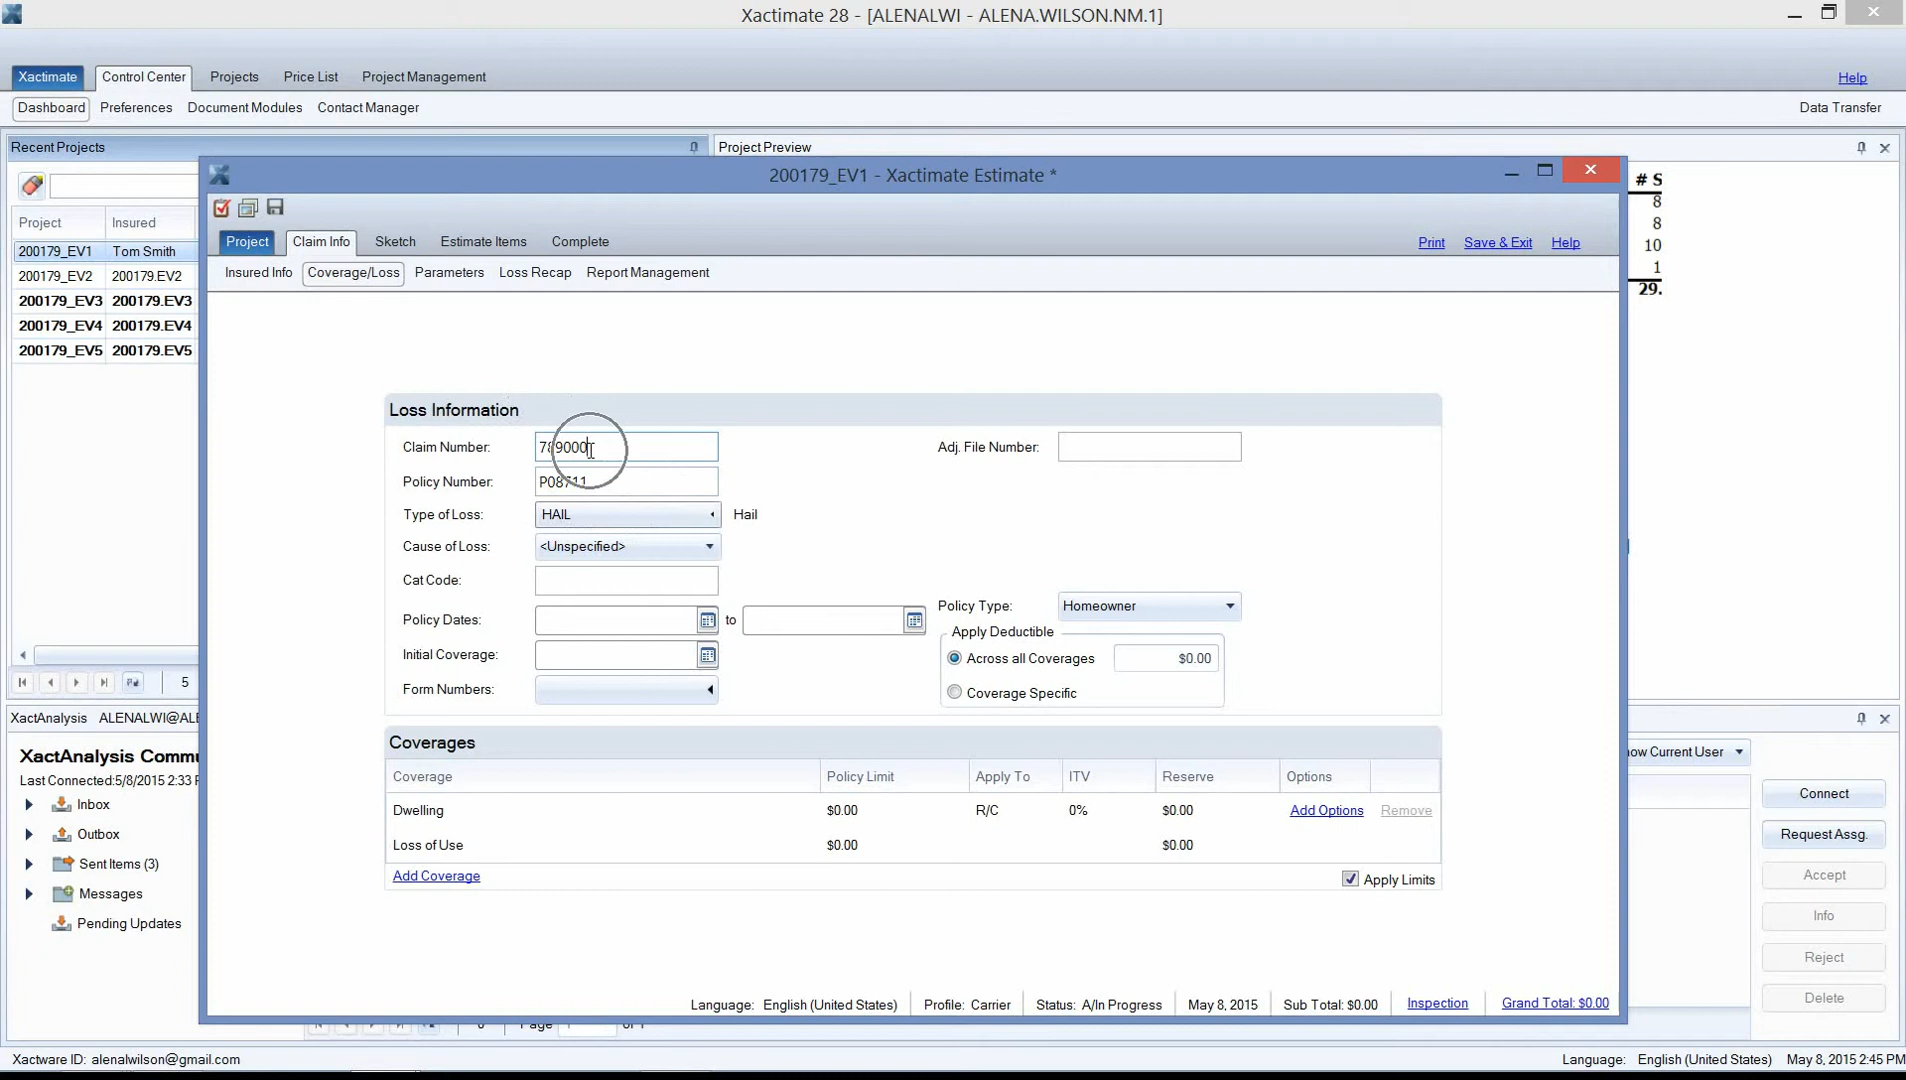 Xactimate 28 - [ALENALWI - ALENA.WILSON.NM.1]
Xactimate Control Center Projects Price List Project Management Help
Dashboard Preferences Document Modules Contact Manager Data Transfer
Recent Projects
Project Preview
Project Insured
200179_EV1 Tom Smith
200179_EV2 200179.EV2
200179_EV3 200179.EV3
200179_EV4 200179.EV4
200179_EV5 200179.EV5
5
# S
8
8
10
1
29.
200179_EV1 - Xactimate Estimate *
Project Claim Info Sketch Estimate Items Complete Print Save & Exit Help
Insured Info Coverage/Loss Parameters Loss Recap Report Management
Loss Information
Claim Number: 789000
Adj. File Number:
Policy Number: P08711
Type of Loss: HAIL Hail
Cause of Loss: <Unspecified>
Cat Code:
Policy Dates: to
Policy Type: Homeowner
Apply Deductible
Initial Coverage:
Across all Coverages $0.00
Form Numbers:
Coverage Specific
Coverages
Coverage Policy Limit Apply To ITV Reserve Options
Dwelling $0.00 R/C 0% $0.00 Add Options Remove
Loss of Use $0.00 $0.00
Add Coverage
Apply Limits
Language: English (United States) Profile: Carrier Status: A/In Progress May 8, 2015 Sub Total: $0.00 Inspection Grand Total: $0.00
XactAnalysis ALENALWI@AL
XactAnalysis Commu
Last Connected:5/8/2015 2:33
Inbox
Outbox
Sent Items (3)
Messages
Pending Updates
ow Current User
Connect
Request Assg.
Accept
Info
Reject
Delete
Page
Xactware ID: alenalwilson@gmail.com
Language: English (United States) May 8, 2015 2:45 PM